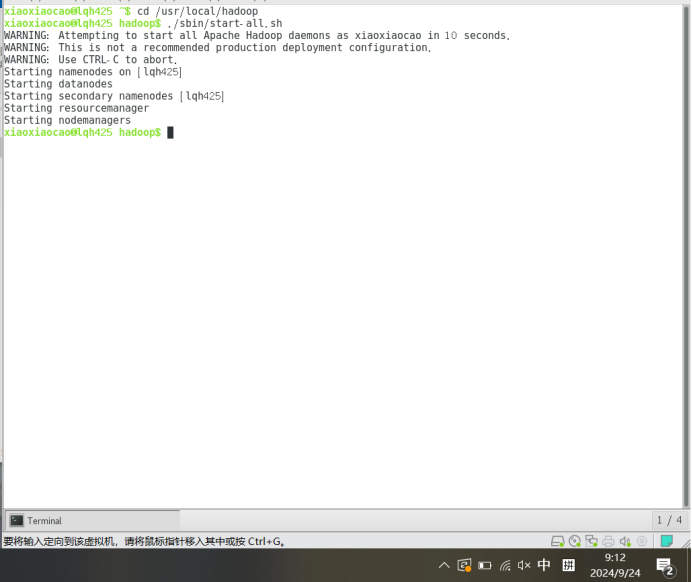 xiaoxiaocao@lqh425 ~$ cd /usr/local/hadoop
xiaoxiaocao@lqh425 hadoop$ ./sbin/start-all.sh
WARNING: Attempting to start all Apache Hadoop daemons as xiaoxiaocao in 10 seconds.
WARNING: This is not a recommended production deployment configuration.
WARNING: Use CTRL-C to abort.
Starting namenodes on [lqh425]
Starting datanodes
Starting secondary namenodes [lqh425]
Starting resourcemanager
Starting nodemanagers
xiaoxiaocao@lqh425 hadoop$
Terminal
1 / 4
要将输入定向到该虚拟机，请将鼠标指针移入其中或按 Ctrl+G。
中
拼
9:12
2024/9/24
2